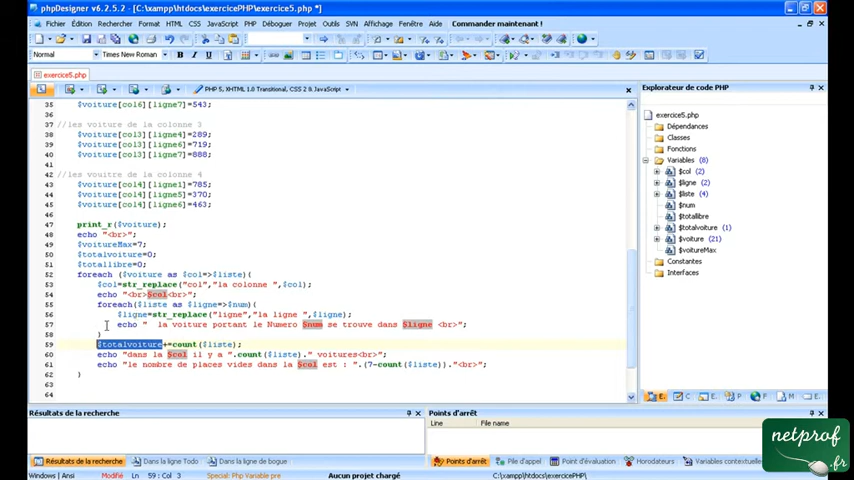 phpDesigner v6.2.5.2 - [C:\xampp\htdocs\exercicePHP\exercice5.php *]
Fichier Édition Rechercher Format HTML CSS JavaScript PHP Déboguer Projet Outils SVN Affichage Fenêtre Aide Commander maintenant !
Normal Times New Roman B I U
exercice5.php
PHP 5, XHTML 1.0 Transitional, CSS 2 & JavaScript
35 $voiture[col6][ligne7]=543;
36
37 //les voiture de la colonne 3
38 $voiture[col3][ligne4]=289;
39 $voiture[col3][ligne6]=719;
40 $voiture[col3][ligne7]=888;
41
42 //les vouitre de la colonne 4
43 $voiture[col4][ligne4]=785;
44 $voiture[col4][ligne5]=370;
45 $voiture[col4][ligne6]=463;
46
47 print_r($voiture);
48 echo "<br>";
49 $voitureMax=7;
50 $totalvoiture=0;
51 $totallibre=0;
52 foreach ($voiture as $col=>$liste){
53 $col=str_replace("col","la colonne ",$col);
54 echo "<br>$col<br>";
55 foreach($liste as $ligne=>$num){
56 $ligne=str_replace("ligne","la ligne ",$ligne);
57 echo " la voiture portant le Numero $num se trouve dans $ligne <br>";
58 }
59 $totalvoiture+=count($liste);
60 echo "dans la $col il y a ".count($liste)." voitures<br>";
61 echo "le nombre de places vides dans la $col est : ".(7-count($liste))."<br>";
62 }
63
64
Explorateur de code PHP
exercice5.php
Dépendances
Classes
Fonctions
Variables (8)
$col (2)
$ligne (2)
$liste (4)
$num
$totallibre
$totalvoiture (1)
$voiture (21)
$voitureMax
Constantes
Interfaces
E. C E. P F M E.
Résultats de la recherche
Points d'arrêt
Line File name
Résultats de la recherche Dans la ligne Todo Dans la ligne de bogue
Points d'arrêt Pile d'appel Point d'évaluation Horodateurs Variables contextuelle
Windows | Ansi Modifié Ln 59 : Col 3 Special: Php Variable pre Aucun projet chargé C:\xampp\htdocs\exercicePHP\
netprof
.fr